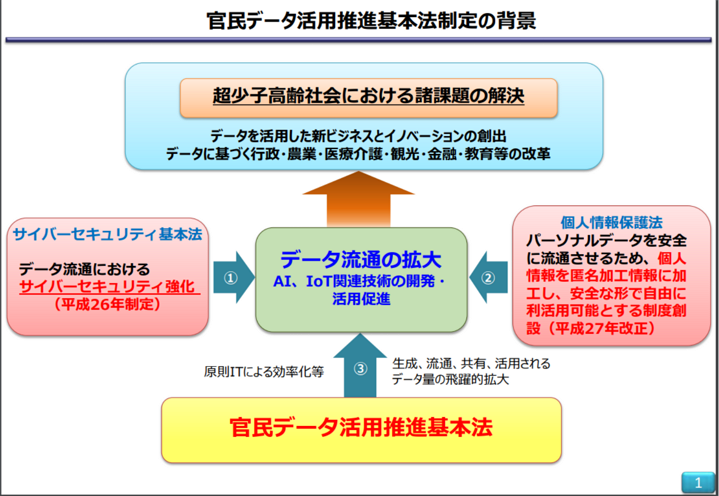 官民データ活用推進基本法制定の背景
超少子高齢社会における諸課題の解決
データを活用した新ビジネスとイノベーションの創出
データに基づく行政・農業・医療介護・観光・金融・教育等の改革
サイバーセキュリティ基本法
データ流通における
サイバーセキュリティ強化
（平成26年制定）
①
データ流通の拡大
AI、IoT関連技術の開発・
活用促進
②
個人情報保護法
パーソナルデータを安全
に流通させるため、個人
情報を匿名加工情報に加
工し、安全な形で自由に
利活用可能とする制度創
設（平成27年改正）
原則ITによる効率化等
③
生成、流通、共有、活用される
データ量の飛躍的拡大
官民データ活用推進基本法
1